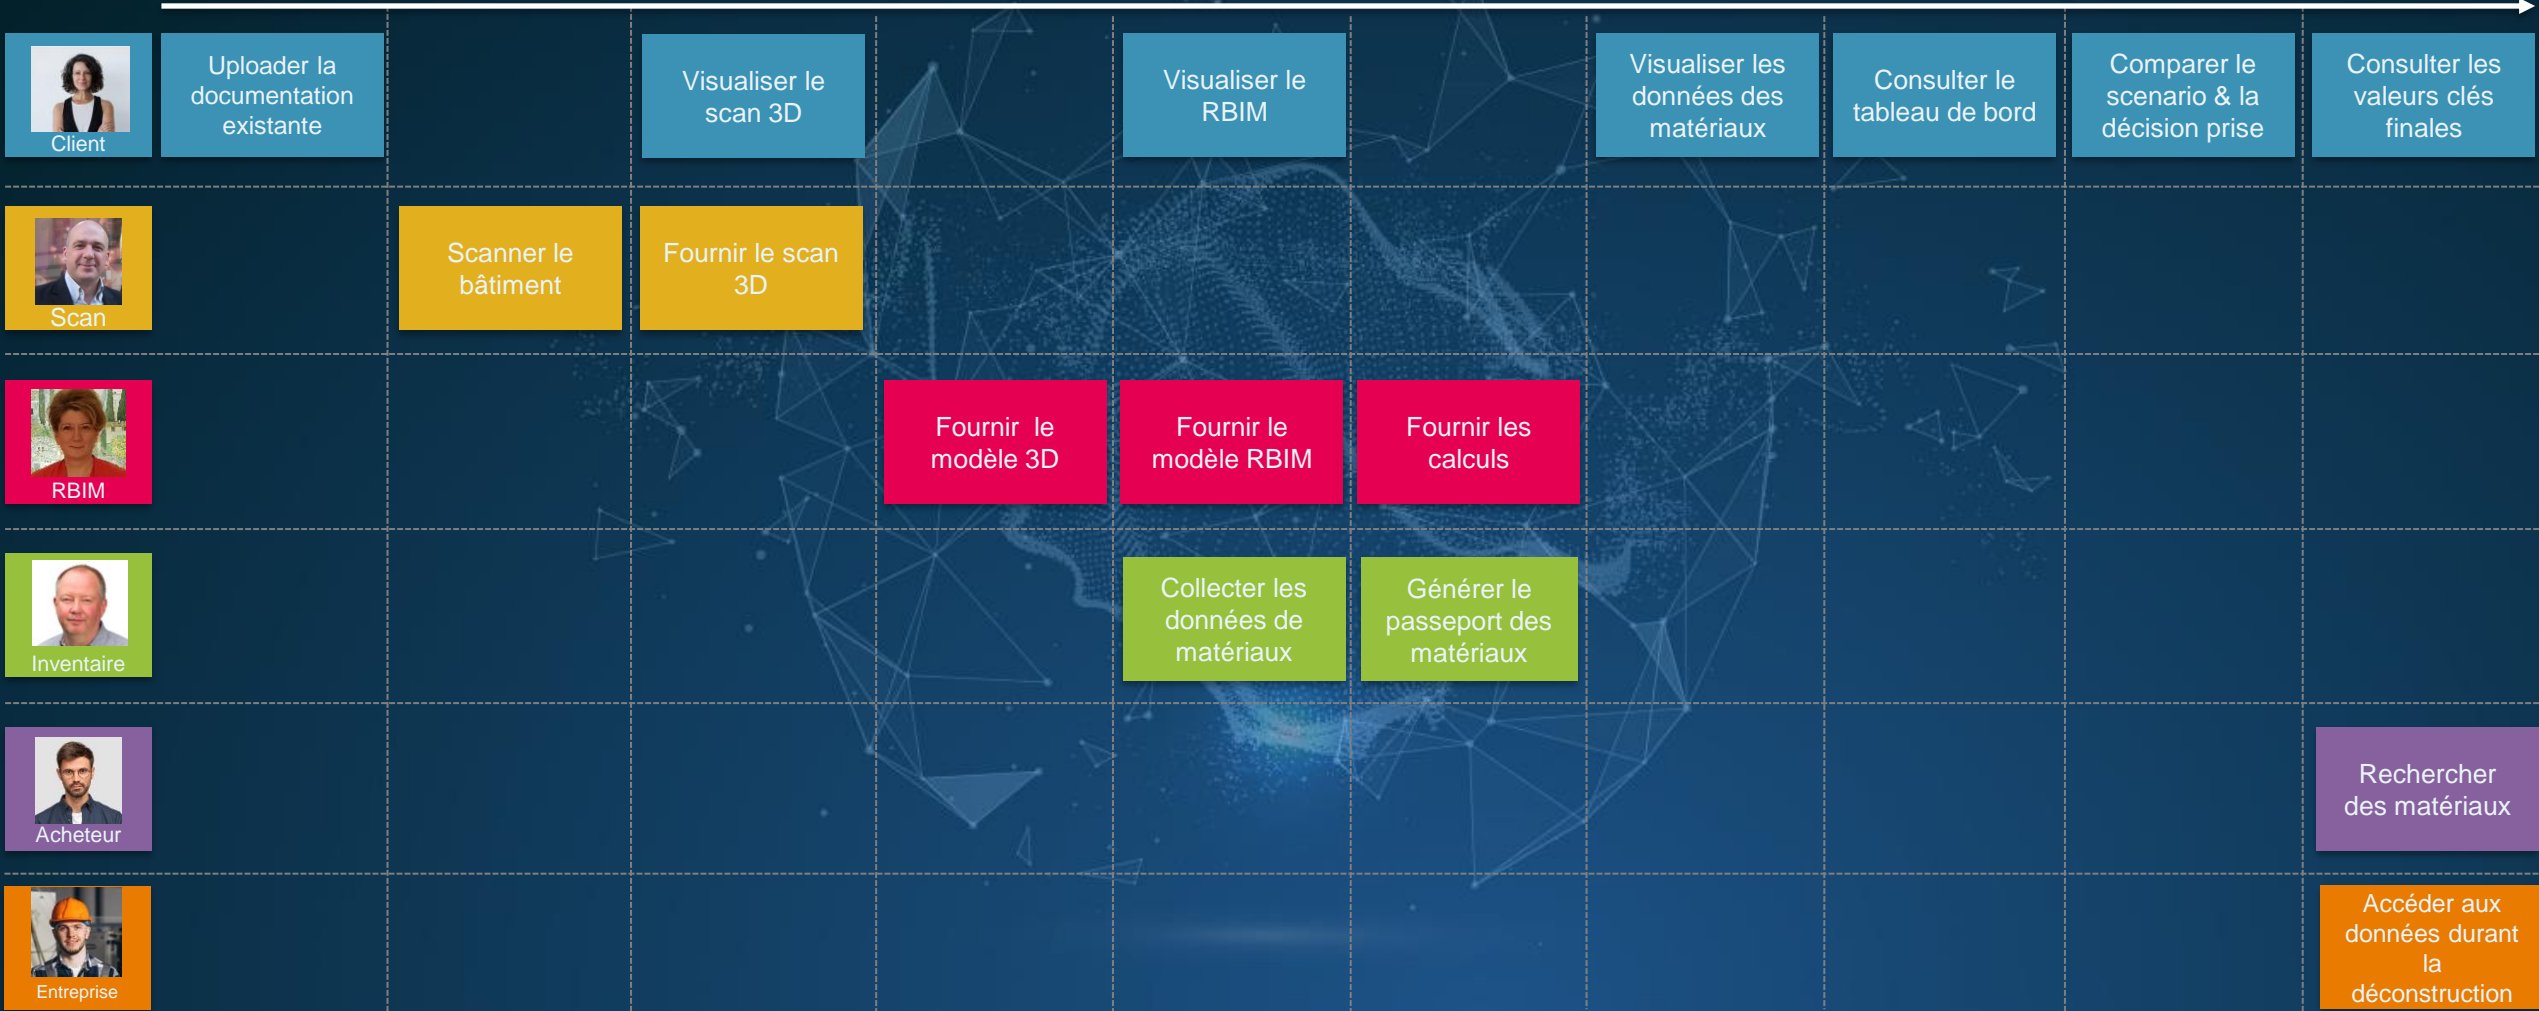 Client
Uploader la
documentation
existante
Visualiser le
scan 3D
Visualiser le
RBIM
Visualiser les
données des
matériaux
Consulter le
tableau de bord
Comparer le
scenario & la
décision prise
Consulter les
valeurs clés
finales
Scan
Scanner le
bâtiment
Fournir le scan
3D
RBIM
Fournir le
modèle 3D
Fournir le
modèle RBIM
Fournir les
calculs
Inventaire
Collecter les
données de
matériaux
Générer le
passeport des
matériaux
Acheteur
Rechercher
des matériaux
Entreprise
Accéder aux
données durant
la
déconstruction